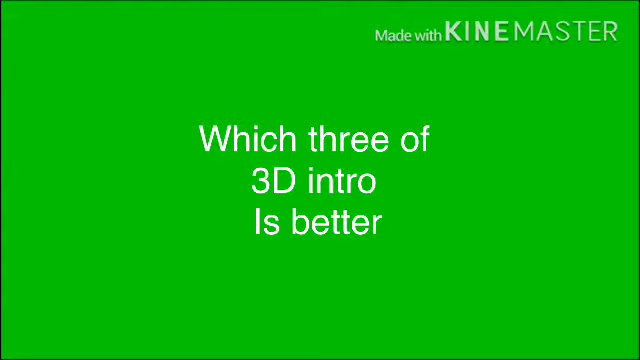 Made with KINEMASTER
Which three of
3D intro
Is better